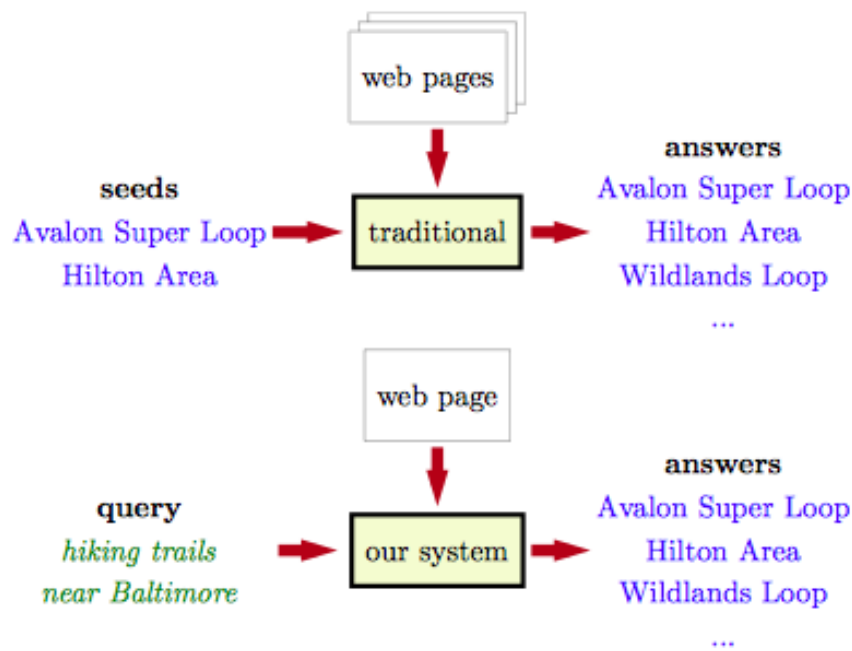 web pages
seeds
Avalon Super Loop
Hilton Area
traditional
answers
Avalon Super Loop
Hilton Area
Wildlands Loop
...
web page
query
hiking trails
near Baltimore
our system
answers
Avalon Super Loop
Hilton Area
Wildlands Loop
...